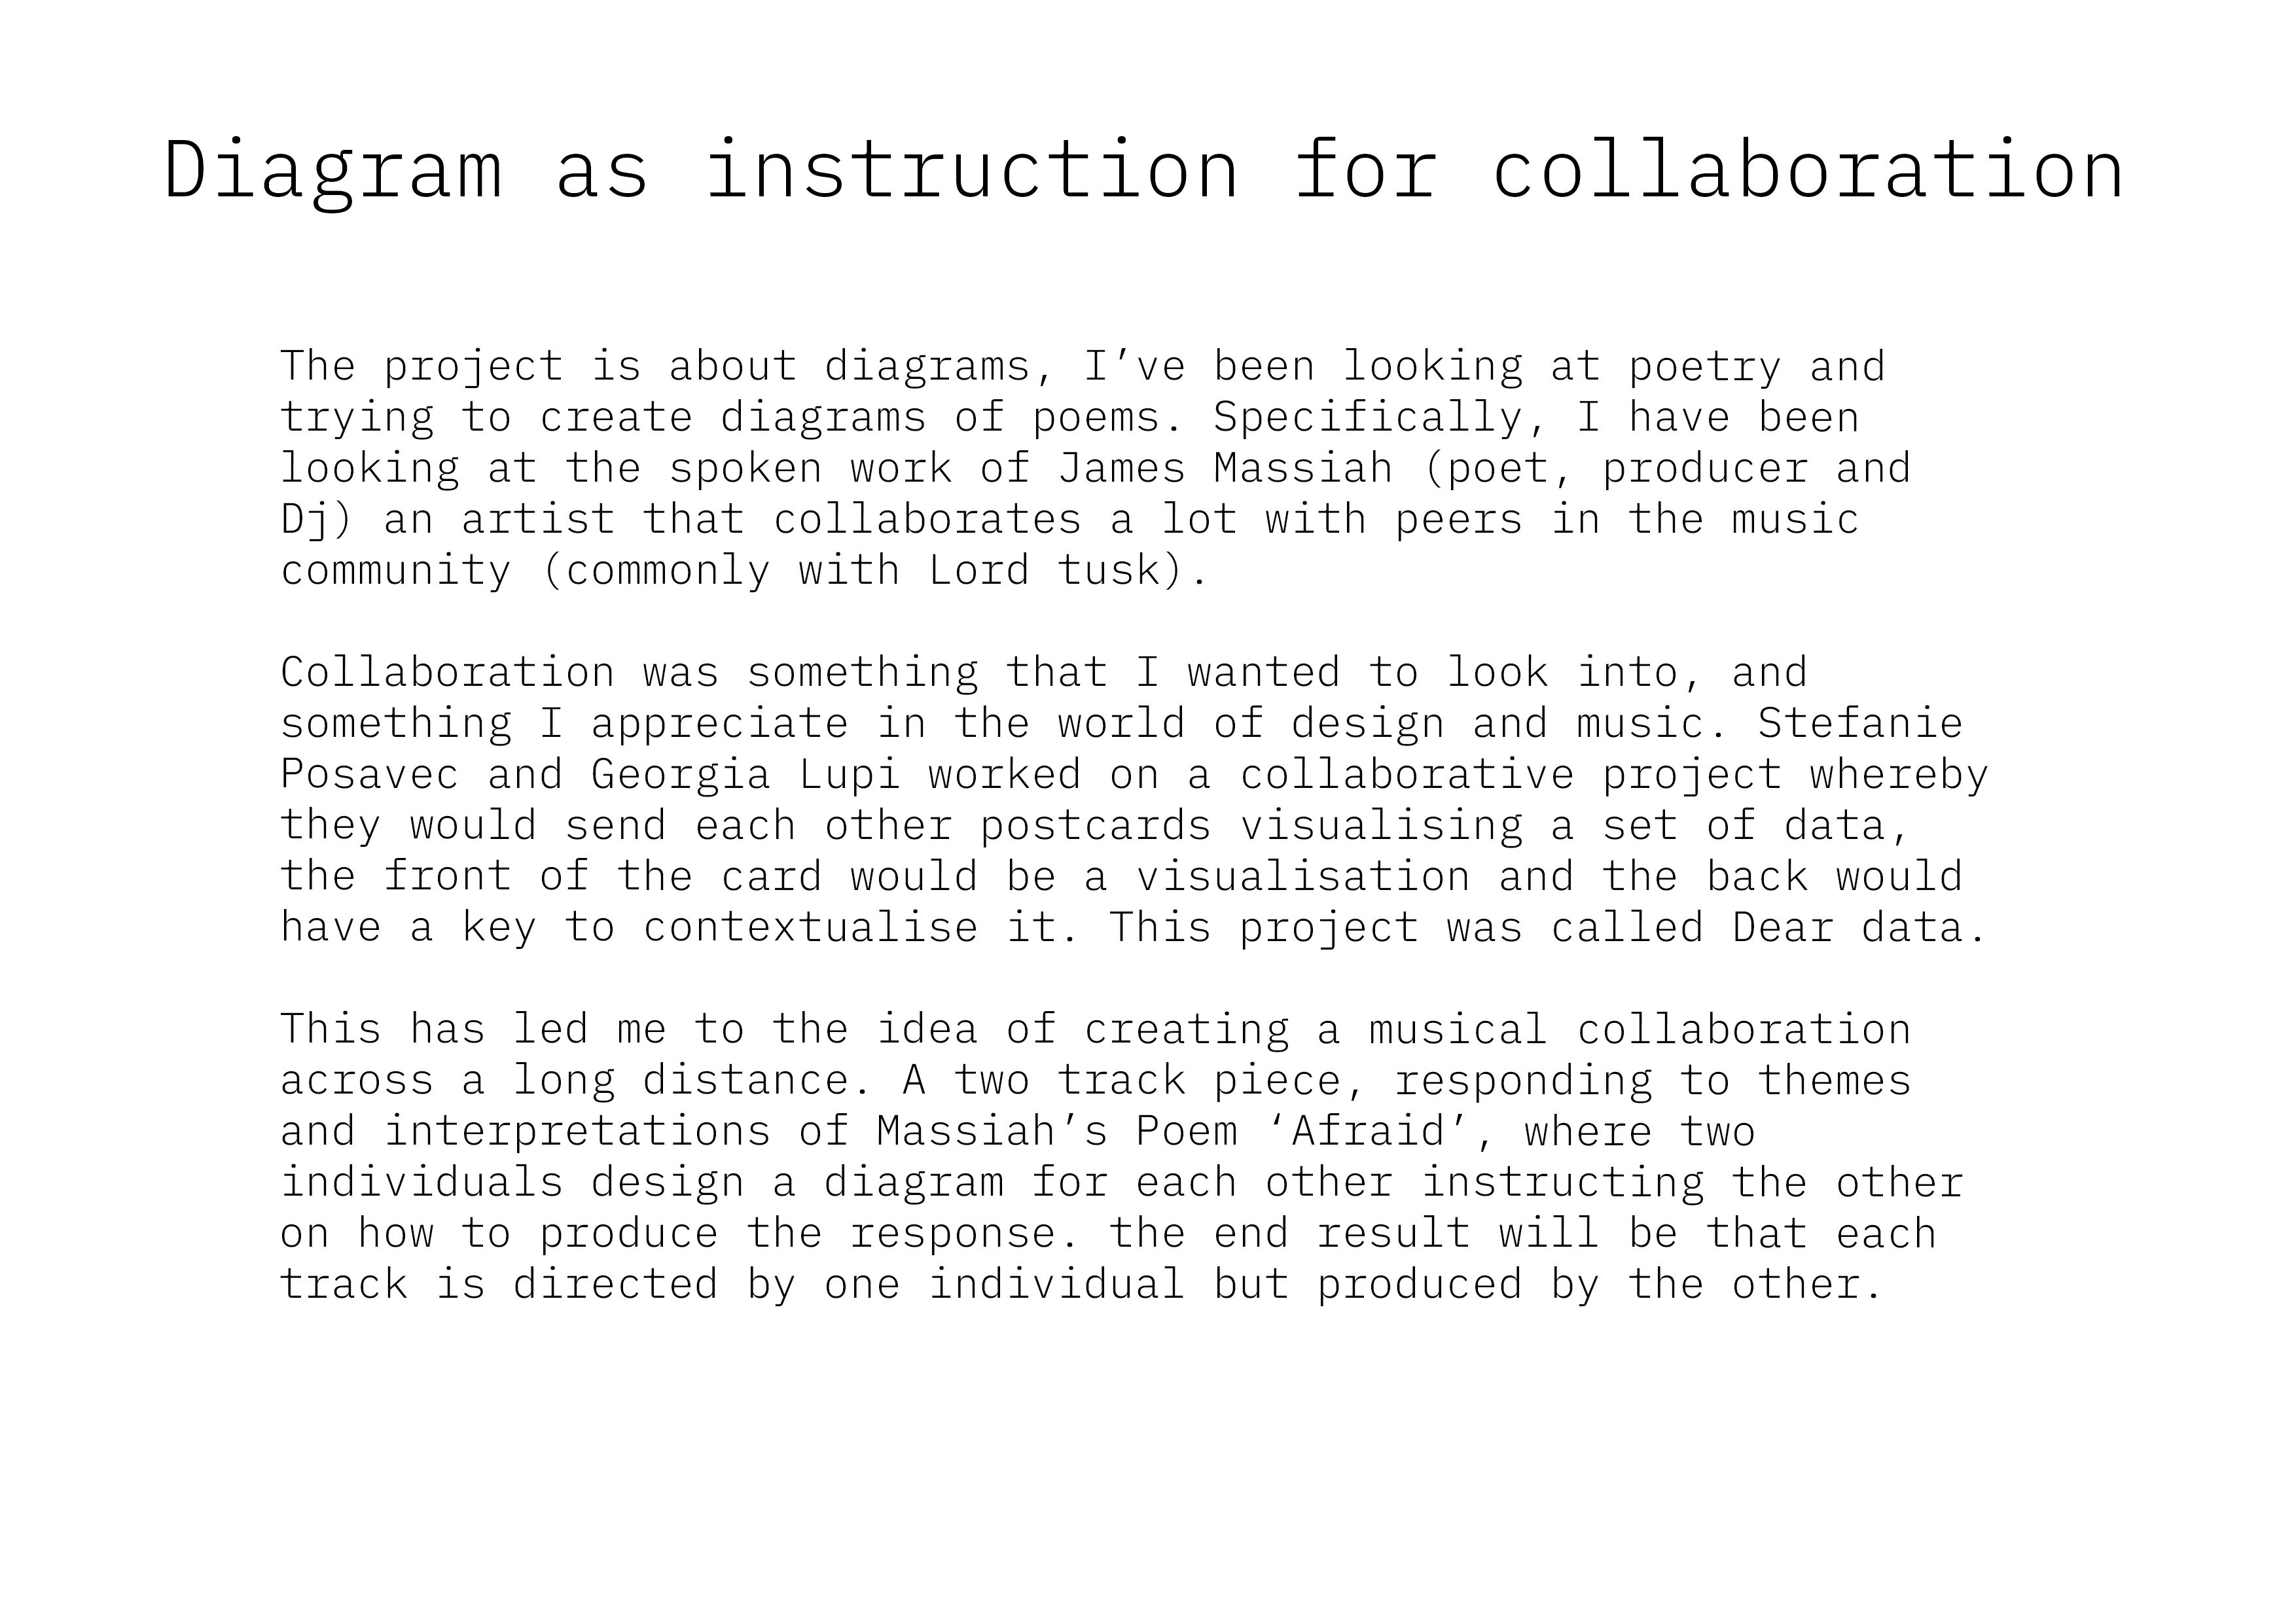 Diagram as instruction for collaboration
The project is about diagrams, I’ve been looking at poetry and
trying to create diagrams of poems. Specifically, I have been
looking at the spoken work of James Massiah (poet, producer and
Dj) an artist that collaborates a lot with peers in the music
community (commonly with Lord tusk).
Collaboration was something that I wanted to look into, and
something I appreciate in the world of design and music. Stefanie
Posavec and Georgia Lupi worked on a collaborative project whereby
they would send each other postcards visualising a set of data,
the front of the card would be a visualisation and the back would
have a key to contextualise it. This project was called Dear data.
This has led me to the idea of creating a musical collaboration
across a long distance. A two track piece, responding to themes
and interpretations of Massiah’s Poem ‘Afraid’, where two
individuals design a diagram for each other instructing the other
on how to produce the response. the end result will be that each
track is directed by one individual but produced by the other.